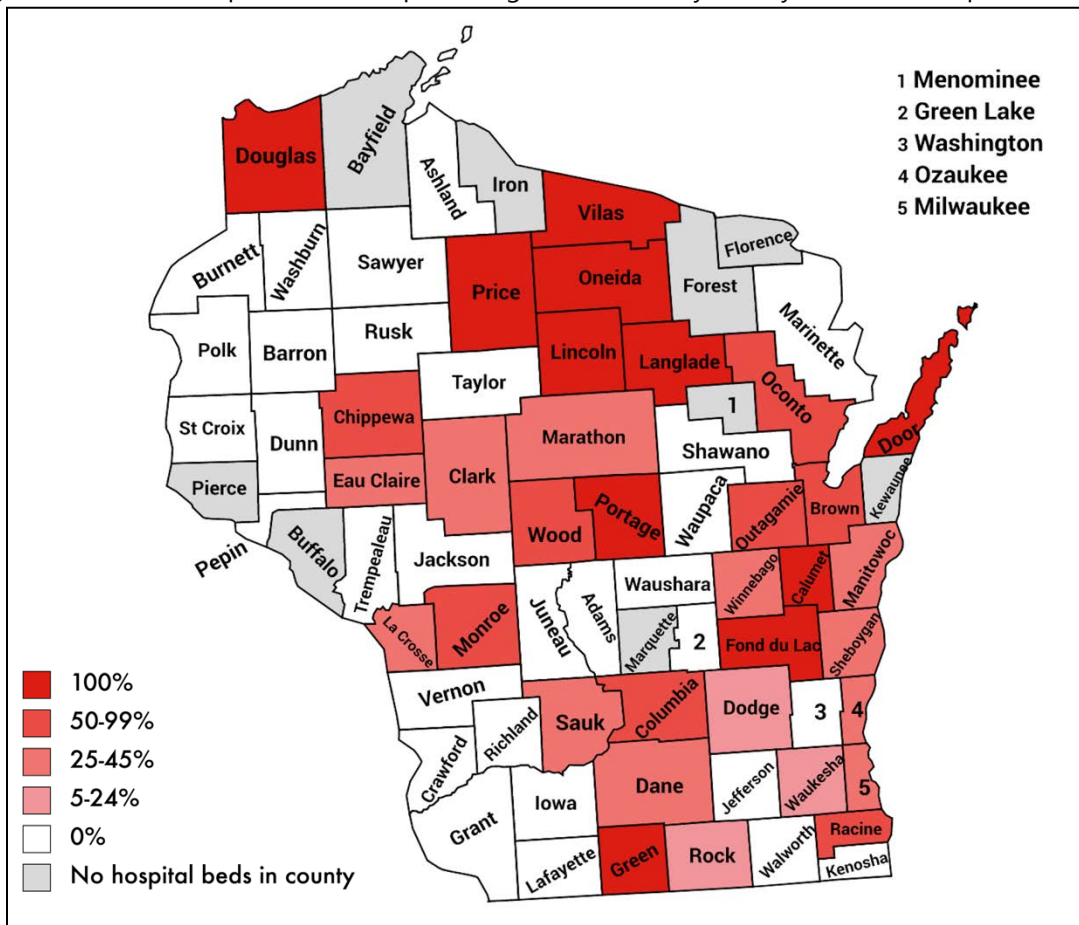 1 Menominee
2 Green Lake
3 Washington
4 Ozaukee
5 Milwaukee
Douglas
Bayfield
Ashland
Iron
Vilas
Florence
Burnett
Washburn
Sawyer
Price
Oneida
Forest
Marinette
Polk
Barron
Rusk
Lincoln
Langlade
Taylor
Oconto
1
St Croix
Dunn
Chippewa
Marathon
Shawano
Door
Pierce
Eau Claire
Clark
Kewaunee
Pepin
Buffalo
Trempealeau
Jackson
Wood
Portage
Waupaca
Outagamie
Brown
Waushara
Winnebago
Calumet
Manitowoc
La Crosse
Monroe
Juneau
Adams
Marquette
2
Fond du Lac
Sheboygan
Vernon
Richland
Sauk
Columbia
Dodge
3
4
Crawford
Grant
Iowa
Dane
Jefferson
Waukesha
5
Lafayette
Green
Rock
Walworth
Racine
Kenosha
100%
50-99%
25-45%
5-24%
0%
No hospital beds in county